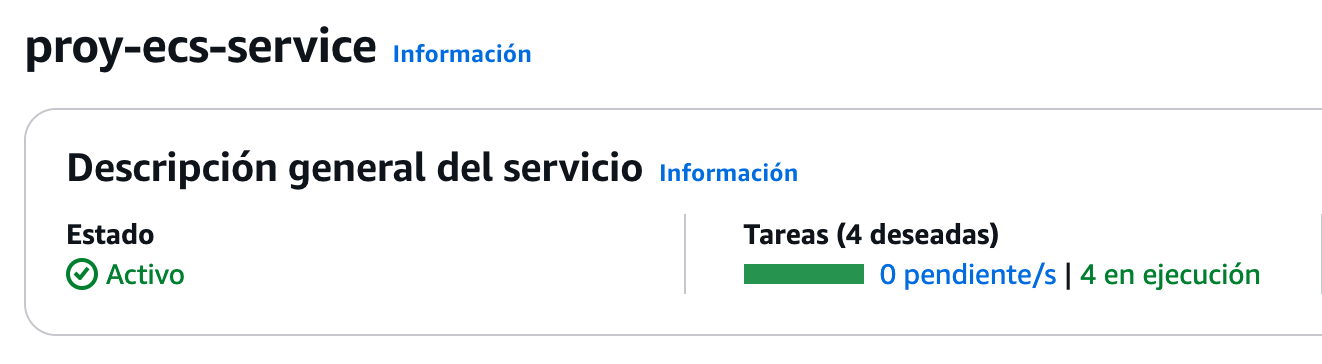 proy-ecs-service Información
Descripción general del servicio Información
Estado
Activo
Tareas (4 deseadas)
0 pendiente/s | 4 en ejecución